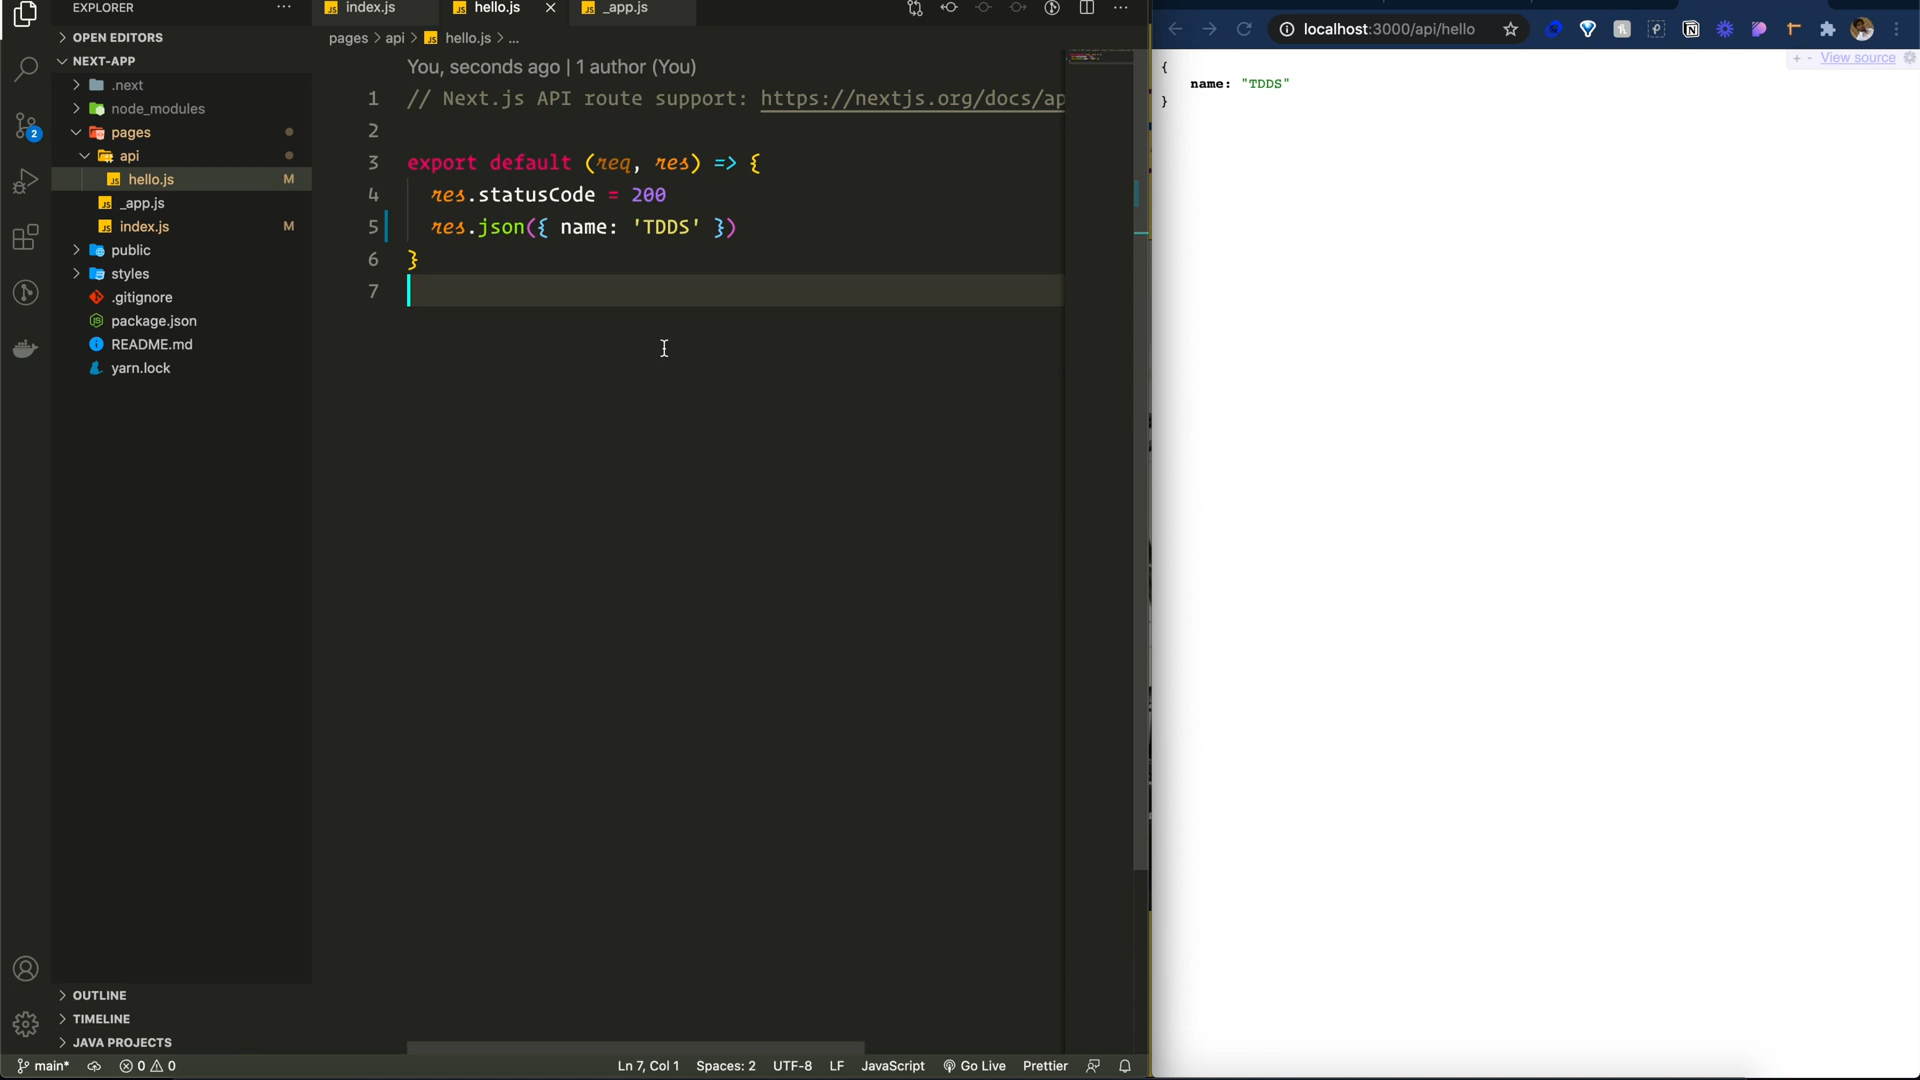 EXPLORER
OPEN EDITORS
NEXT-APP
.next
node_modules
pages
api
hello.js M
_app.js
index.js M
public
styles
.gitignore
package.json
README.md
yarn.lock
OUTLINE
TIMELINE
JAVA PROJECTS
2
index.js
hello.js
_app.js
pages > api > hello.js > ...
You, seconds ago | 1 author (You)
1 // Next.js API route support: https://nextjs.org/docs/ap
2
3 export default (req, res) => {
4 res.statusCode = 200
5 res.json({ name: 'TDDS' })
6 }
7
main* 0 0 Ln 7, Col 1 Spaces: 2 UTF-8 LF JavaScript Go Live Prettier
localhost:3000/api/hello
+ - View source
{
name: "TDDS"
}